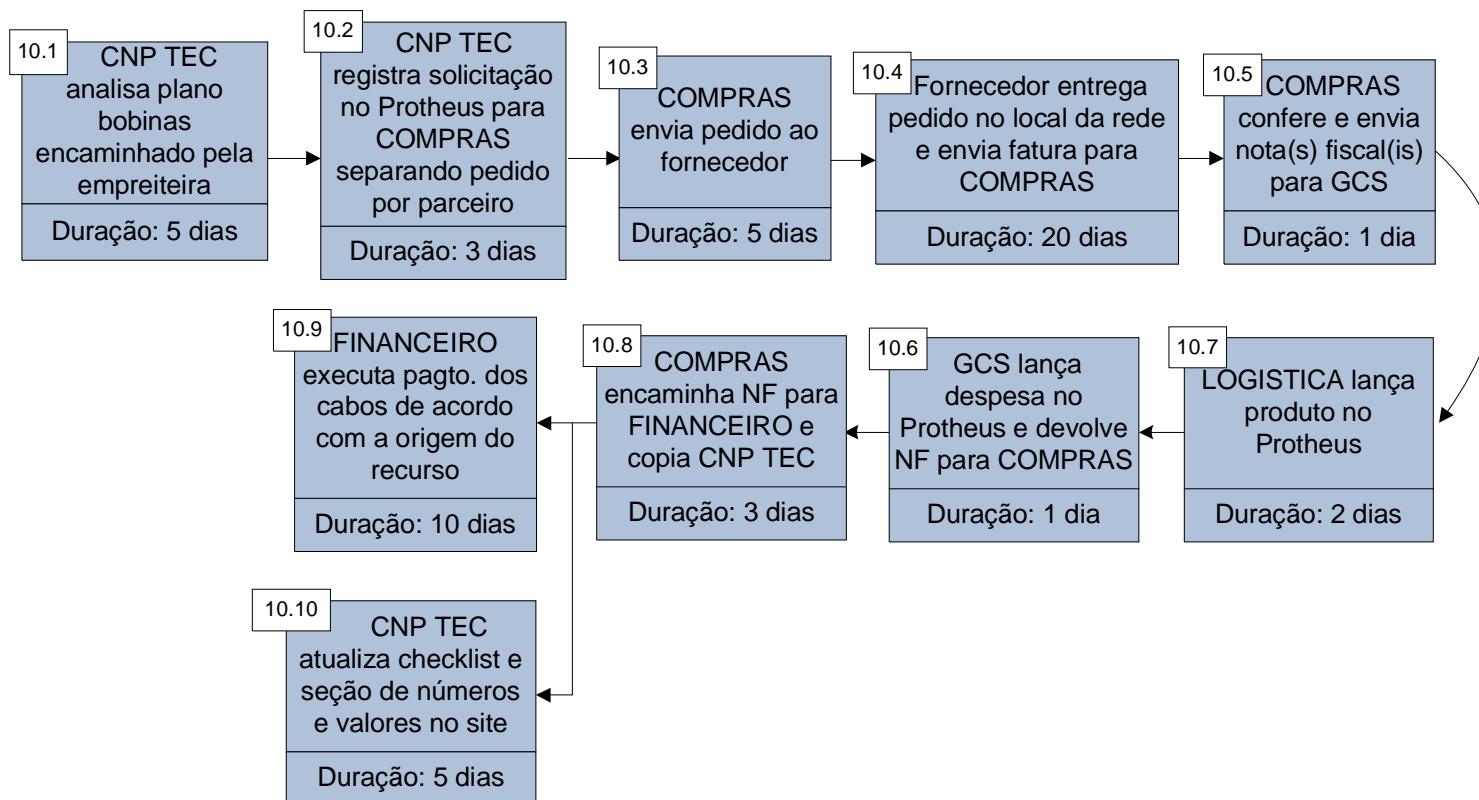 10.1
CNP TEC
analisa plano
bobinas
encaminhado pela
empreiteira
Duração: 5 dias
10.2
CNP TEC
registra solicitação
no Protheus para
COMPRAS
separando pedido
por parceiro
Duração: 3 dias
10.3
COMPRAS
envia pedido ao
fornecedor
Duração: 5 dias
10.4
Fornecedor entrega
pedido no local da rede
e envia fatura para
COMPRAS
Duração: 20 dias
10.5
COMPRAS
confere e envia
nota(s) fiscal(is)
para GCS
Duração: 1 dia
10.9
FINANCEIRO
executa pagto. dos
cabos de acordo
com a origem do
recurso
Duração: 10 dias
10.8
COMPRAS
encaminha NF para
FINANCEIRO e
copia CNP TEC
Duração: 3 dias
10.6
GCS lança
despesa no
Protheus e devolve
NF para COMPRAS
Duração: 1 dia
10.7
LOGISTICA lança
produto no
Protheus
Duração: 2 dias
10.10
CNP TEC
atualiza checklist e
seção de números
e valores no site
Duração: 5 dias